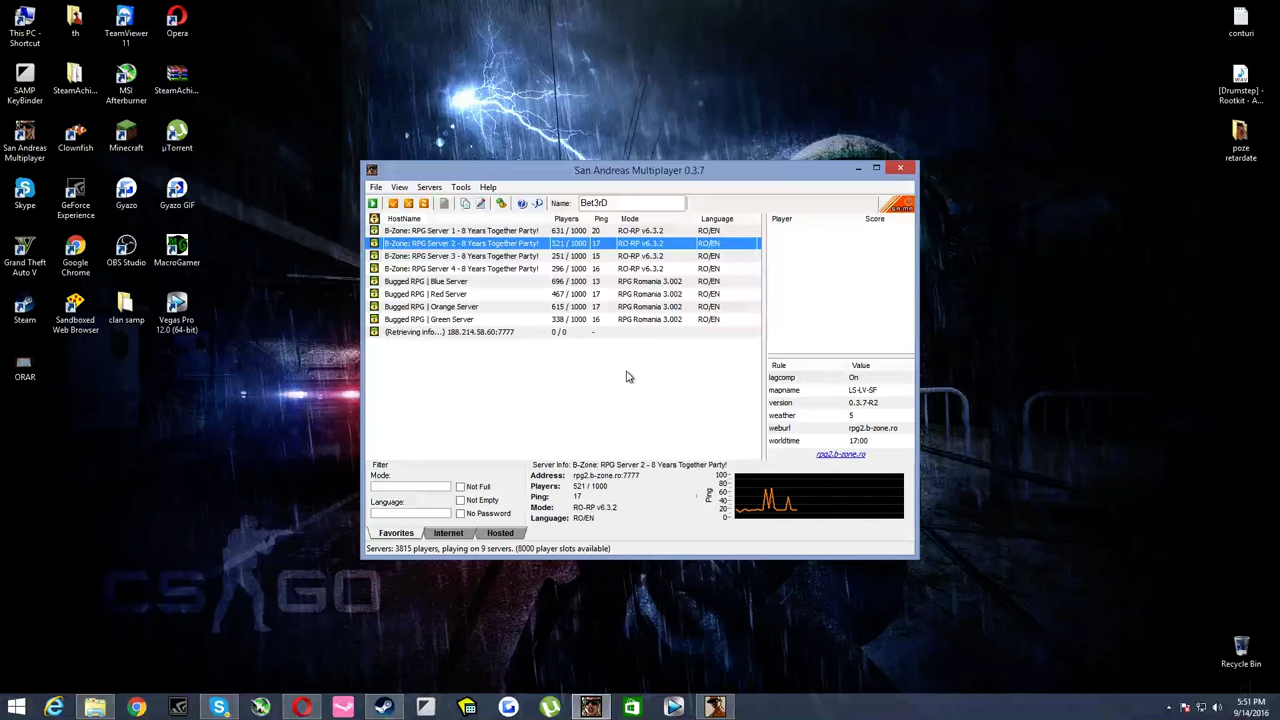 This PC - Shortcut
th
TeamViewer 11
Opera
SAMP KeyBinder
SteamAchi...
MSI Afterburner
SteamAchi...
San Andreas Multiplayer
Clownfish
Minecraft
µTorrent
Skype
GeForce Experience
Gyazo
Gyazo GIF
Grand Theft Auto V
Google Chrome
OBS Studio
MacroGamer
Steam
Sandboxed Web Browser
clan samp
Vegas Pro 12.0 (64-bit)
ORAR
conturi
[Drumstep] - Rootkit - A...
poze retardate
Recycle Bin
San Andreas Multiplayer 0.3.7
File View Servers Tools Help
Name: Bet3rD
HostName Players Ping Mode Language
B-Zone: RPG Server 1 - 8 Years Together Party! 631 / 1000 20 RO-RP v6.3.2 RO/EN
B-Zone: RPG Server 2 - 8 Years Together Party! 521 / 1000 17 RO-RP v6.3.2 RO/EN
B-Zone: RPG Server 3 - 8 Years Together Party! 251 / 1000 15 RO-RP v6.3.2 RO/EN
B-Zone: RPG Server 4 - 8 Years Together Party! 296 / 1000 16 RO-RP v6.3.2 RO/EN
Bugged RPG | Blue Server 696 / 1000 13 RPG Romania 3.002 RO/EN
Bugged RPG | Red Server 467 / 1000 17 RPG Romania 3.002 RO/EN
Bugged RPG | Orange Server 615 / 1000 17 RPG Romania 3.002 RO/EN
Bugged RPG | Green Server 338 / 1000 16 RPG Romania 3.002 RO/EN
(Retrieving info...) 188.214.58.60:7777 0 / 0 -
Player Score
Rule Value
lagcomp On
mapname LS-LV-SF
version 0.3.7-R2
weather 5
weburl rpg2.b-zone.ro
worldtime 17:00
rpg2.b-zone.ro
Filter
Mode:
Not Full
Not Empty
Language:
No Password
Server Info: B-Zone: RPG Server 2 - 8 Years Together Party!
Address: rpg2.b-zone.ro:7777
Players: 521 / 1000
Ping: 17
Mode: RO-RP v6.3.2
Language: RO/EN
Ping
100
80
60
40
20
0
Favorites Internet Hosted
Servers: 3815 players, playing on 9 servers. (8000 player slots available)
CS GO
5:51 PM
9/14/2016